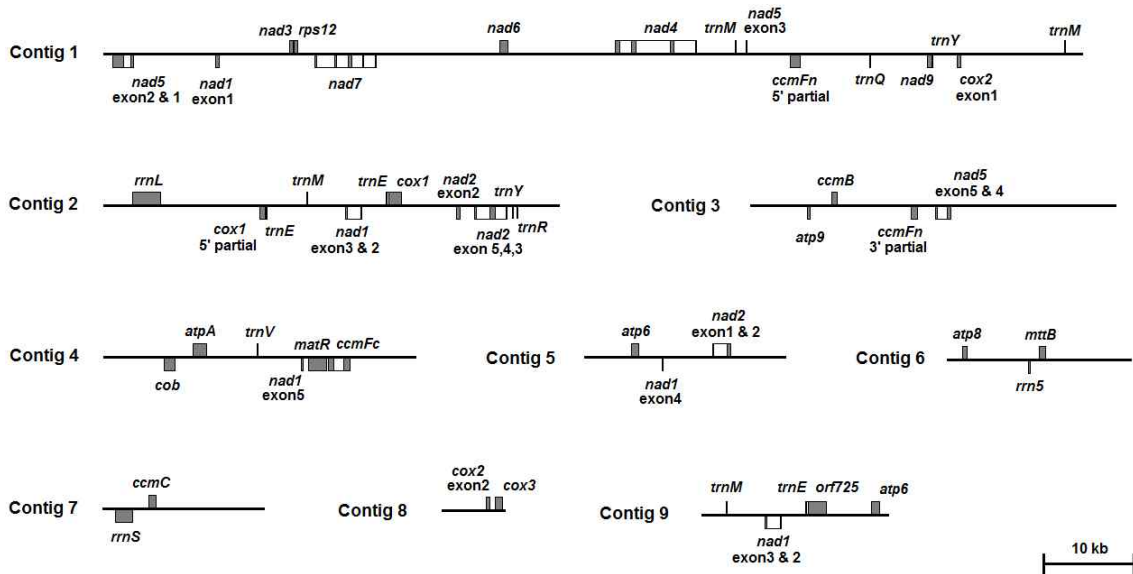 nad3 rps12 nad6 nad4 trnM nad5 exon3 trnY trnM
Contig 1
nad5 exon2 & 1 nad1 exon1 nad7 ccmFn 5' partial trnQ nad9 cox2 exon1
rrnL trnM trnE cox1 nad2 exon2 trnY
Contig 2
cox1 5' partial trnE nad1 exon3 & 2 nad2 exon 5,4,3 trnR
ccmB nad5 exon5 & 4
Contig 3
atp9 ccmFn 3' partial
atpA trnV matR ccmFc
Contig 4
cob nad1 exon5
atp6 nad2 exon1 & 2
Contig 5
nad1 exon4
atp8 mttB
Contig 6
rrn5
ccmC
Contig 7
rrnS
cox2 exon2 cox3
Contig 8
trnM trnE orf725 atp6
Contig 9
nad1 exon3 & 2
10 kb